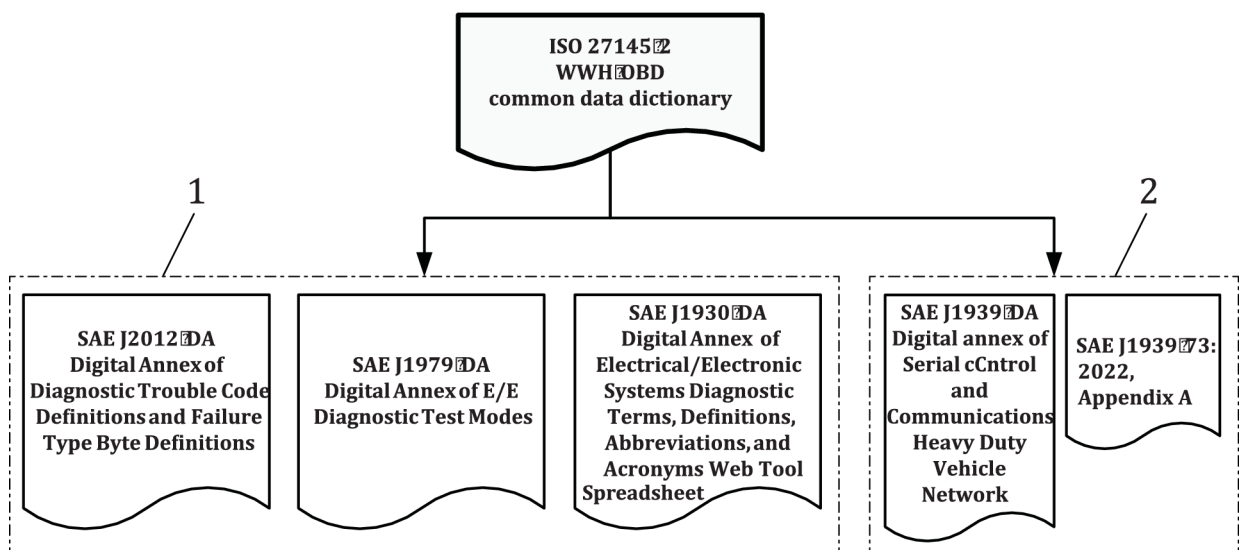 ISO 27145⍰2
WWH⍰OBD
common data dictionary
1
2
SAE J2012⍰DA
Digital Annex of
Diagnostic Trouble Code
Definitions and Failure
Type Byte Definitions
SAE J1979⍰DA
Digital Annex of E/E
Diagnostic Test Modes
SAE J1930⍰DA
Digital Annex of
Electrical/Electronic
Systems Diagnostic
Terms, Definitions,
Abbreviations, and
Acronyms Web Tool
Spreadsheet
SAE J1939⍰DA
Digital annex of
Serial cCntrol
and
Communications
Heavy Duty
Vehicle
Network
SAE J1939⍰73:
2022,
Appendix A